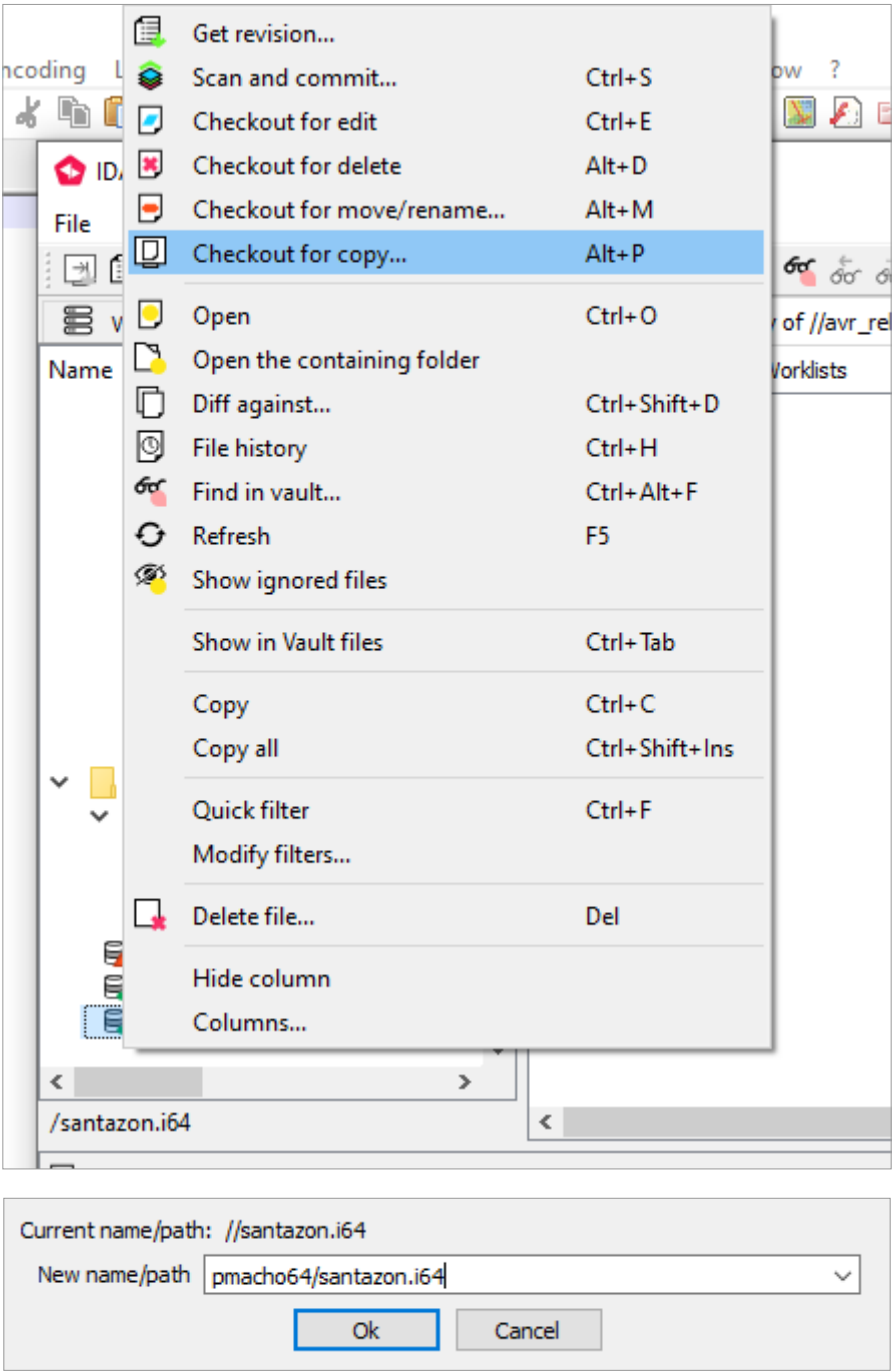 Get revision...
ncoding L Scan and commit... Ctrl+S ow ?
Checkout for edit Ctrl+E
IDA Checkout for delete Alt+D
File Checkout for move/rename... Alt+M
Checkout for copy... Alt+P
Open Ctrl+O y of //avr_rel
Name Open the containing folder Worklists
Diff against... Ctrl+Shift+D
File history Ctrl+H
Find in vault... Ctrl+Alt+F
Refresh F5
Show ignored files
Show in Vault files Ctrl+Tab
Copy Ctrl+C
Copy all Ctrl+Shift+Ins
Quick filter Ctrl+F
Modify filters...
Delete file... Del
Hide column
Columns...
/santazon.i64
Current name/path: //santazon.i64
New name/path pmacho64/santazon.i64
Ok Cancel